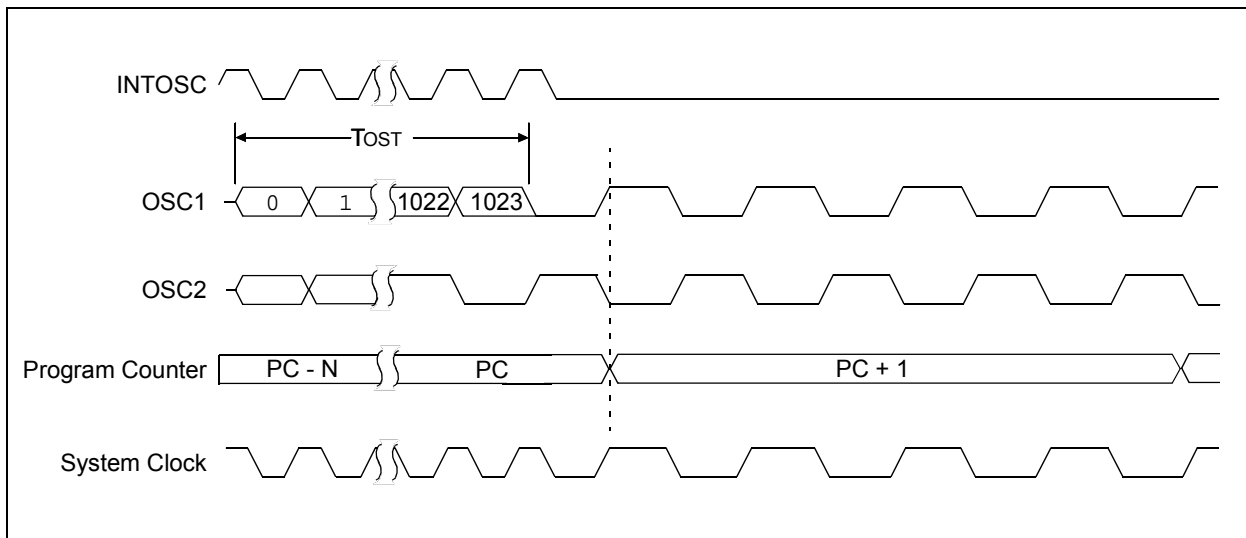 INTOSC
TOST
OSC1 0 1 1022 1023
OSC2
Program Counter PC - N PC PC + 1
System Clock